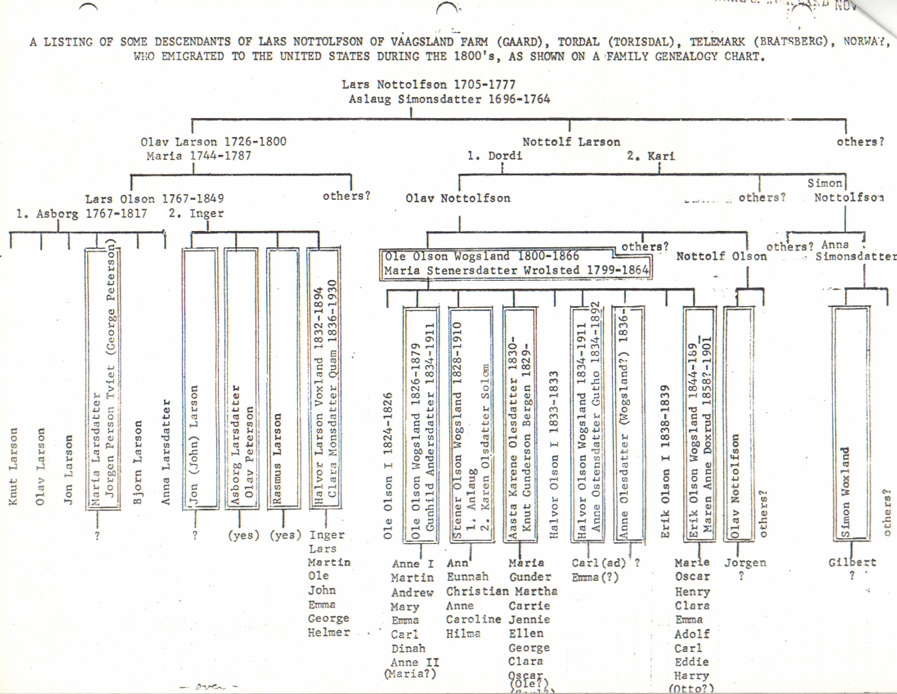 NOV
A LISTING OF SOME DESCENDANTS OF LARS NOTTOLFSON OF VAAGSLAND FARM (GAARD), TORDAL (TORISDAL), TELEMARK (BRATSBERG), NORWAY,
WHO EMIGRATED TO THE UNITED STATES DURING THE 1800's, AS SHOWN ON A FAMILY GENEALOGY CHART.
Lars Nottolfson 1705-1777
Aslaug Simonsdatter 1696-1764
Olav Larson 1726-1800
Maria 1744-1787
Nottolf Larson
1. Dordi 2. Kari
others?
Lars Olson 1767-1849
1. Asborg 1767-1817 2. Inger
others?
Olav Nottolfson
others?
Simon
Nottolfson
Ole Olson Wogsland 1800-1866
Maria Stenersdatter Wrolsted 1799-1864
others?
Nottolf Olson
others?
Anna
Simonsdatter
Knut Larson
Olav Larson
Jon Larson
Maria Larsdatter
Jorgen Person Tviet (George Peterson)
Bjorn Larson
Anna Larsdatter
Jon (John) Larson
Asborg Larsdatter
Olav Peterson
Rasmus Larson
Halvor Larson Voxland 1832-1894
Clara Monsdatter Quam 1836-1930
Ole Olson I 1824-1826
Ole Olson Wogsland 1826-1879
Gunhild Andersdatter 1834-1911
Stener Olson Wogsland 1828-1910
1. Anlaug
2. Karen Olsdatter Solom
Aasta Karene Olesdatter 1830-
Knut Gunderson Bergen 1829-
Halvor Olson I 1833-1833
Halvor Olson Wogsland 1834-1911
Anne Ostensdatter Gutho 1834-1892
Anne Olesdatter (Wogsland?) 1836-
Erik Olson I 1838-1839
Erik Olson Wogsland 1844-189
Maren Anne Doxrud 1858?-1901
Olav Nottolfson
others?
Simon Woxland
others?
?
?
(yes)
(yes)
Inger
Lars
Martin
Ole
John
Emma
George
Helmer
Anne I
Martin
Andrew
Mary
Emma
Carl
Dinah
Anne II
(Maria?)
Ann
Eunnah
Christian
Anne
Caroline
Hilma
Maria
Gunder
Martha
Carrie
Jennie
Ellen
George
Clara
Oscar
(Ole?)
Carl(ad)
Emma(?)
?
Marie
Oscar
Henry
Clara
Emma
Adolf
Carl
Eddie
Harry
(Otto?)
Jorgen
?
Gilbert
?
- over -